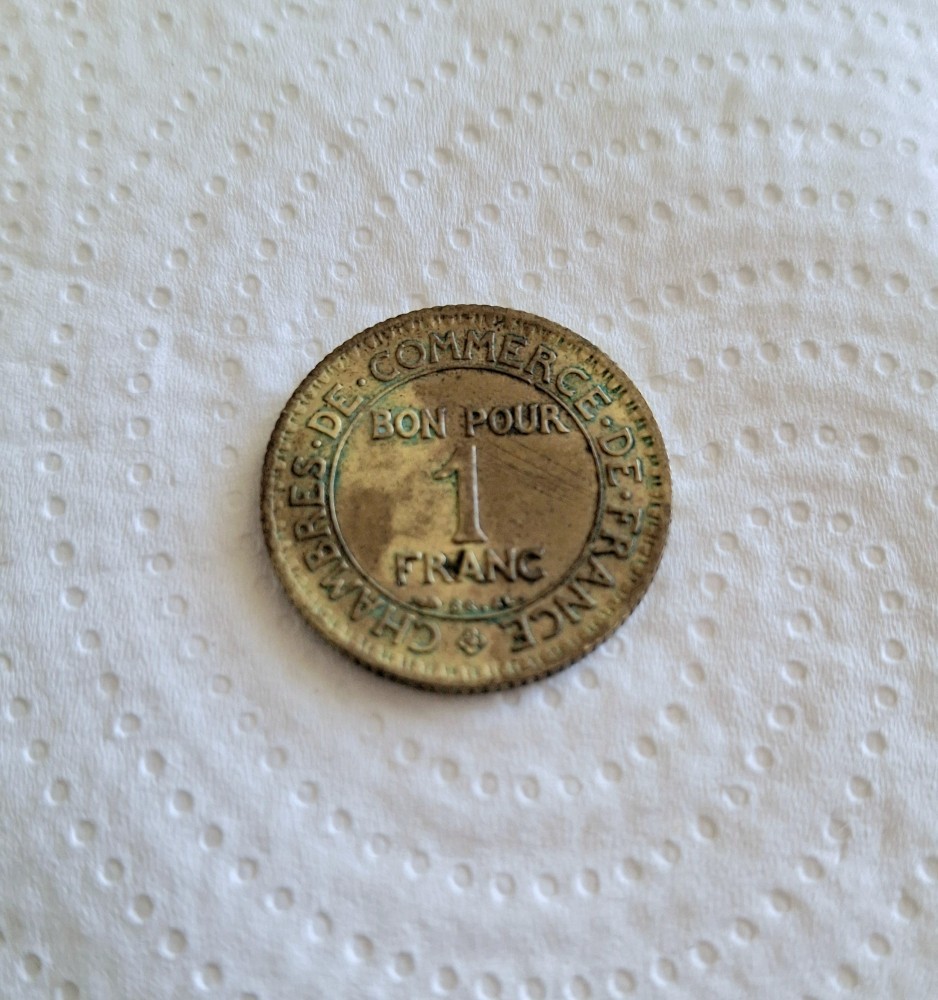 CHAMBRES·DE·COMMERCE·DE·FRANCE
BON POUR
1
FRANC